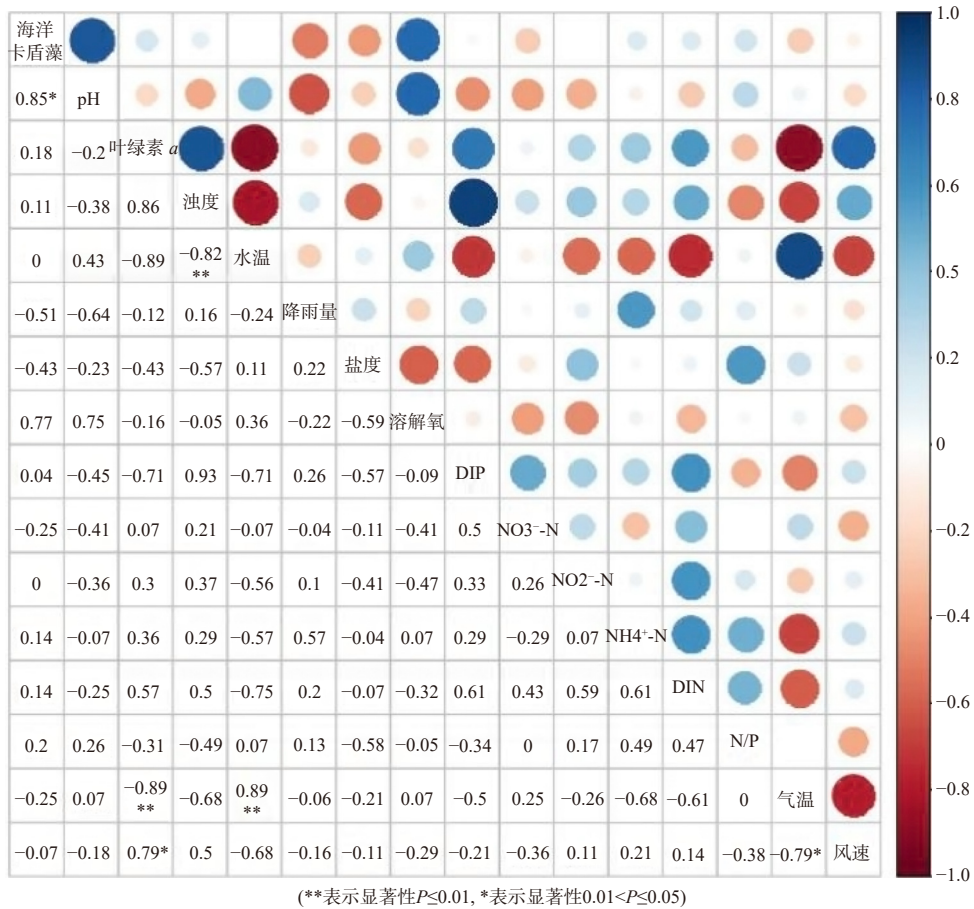 海洋
卡盾藻
0.85* pH
0.18 −0.2 叶绿素 a
0.11 −0.38 0.86 浊度
0 0.43 −0.89 −0.82
** 水温
−0.51 −0.64 −0.12 0.16 −0.24 降雨量
−0.43 −0.23 −0.43 −0.57 0.11 0.22 盐度
0.77 0.75 −0.16 −0.05 0.36 −0.22 −0.59 溶解氧
0.04 −0.45 −0.71 0.93 −0.71 0.26 −0.57 −0.09 DIP
−0.25 −0.41 0.07 0.21 −0.07 −0.04 −0.11 −0.41 0.5 NO3⁻-N
0 −0.36 0.3 0.37 −0.56 0.1 −0.41 −0.47 0.33 0.26 NO2⁻-N
0.14 −0.07 0.36 0.29 −0.57 0.57 −0.04 0.07 0.29 −0.29 0.07 NH4⁺-N
0.14 −0.25 0.57 0.5 −0.75 0.2 −0.07 −0.32 0.61 0.43 0.59 0.61 DIN
0.2 0.26 −0.31 −0.49 0.07 0.13 −0.58 −0.05 −0.34 0 0.17 0.49 0.47 N/P
−0.25 0.07 −0.89
** −0.68 0.89
** −0.06 −0.21 0.07 −0.5 0.25 −0.26 −0.68 −0.61 0 气温
−0.07 −0.18 0.79* 0.5 −0.68 −0.16 −0.11 −0.29 −0.21 −0.36 0.11 0.21 0.14 −0.38 −0.79* 风速
1.0
0.8
0.6
0.5
0.2
0
−0.2
−0.4
−0.6
−0.8
−1.0
(**表示显著性P≤0.01, *表示显著性0.01<P≤0.05)